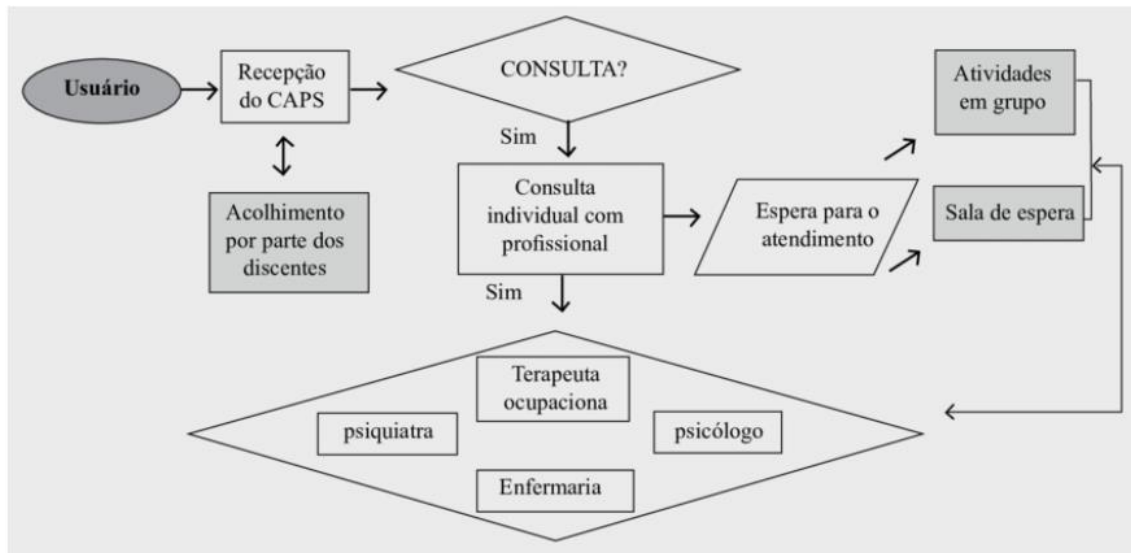 Usuário
Recepção
do CAPS
CONSULTA?
Atividades
em grupo
Sim
Acolhimento
por parte dos
discentes
Consulta
individual com
profissional
Espera para o
atendimento
Sala de espera
Sim
Terapeuta
ocupaciona
psiquiatra
psicólogo
Enfermaria